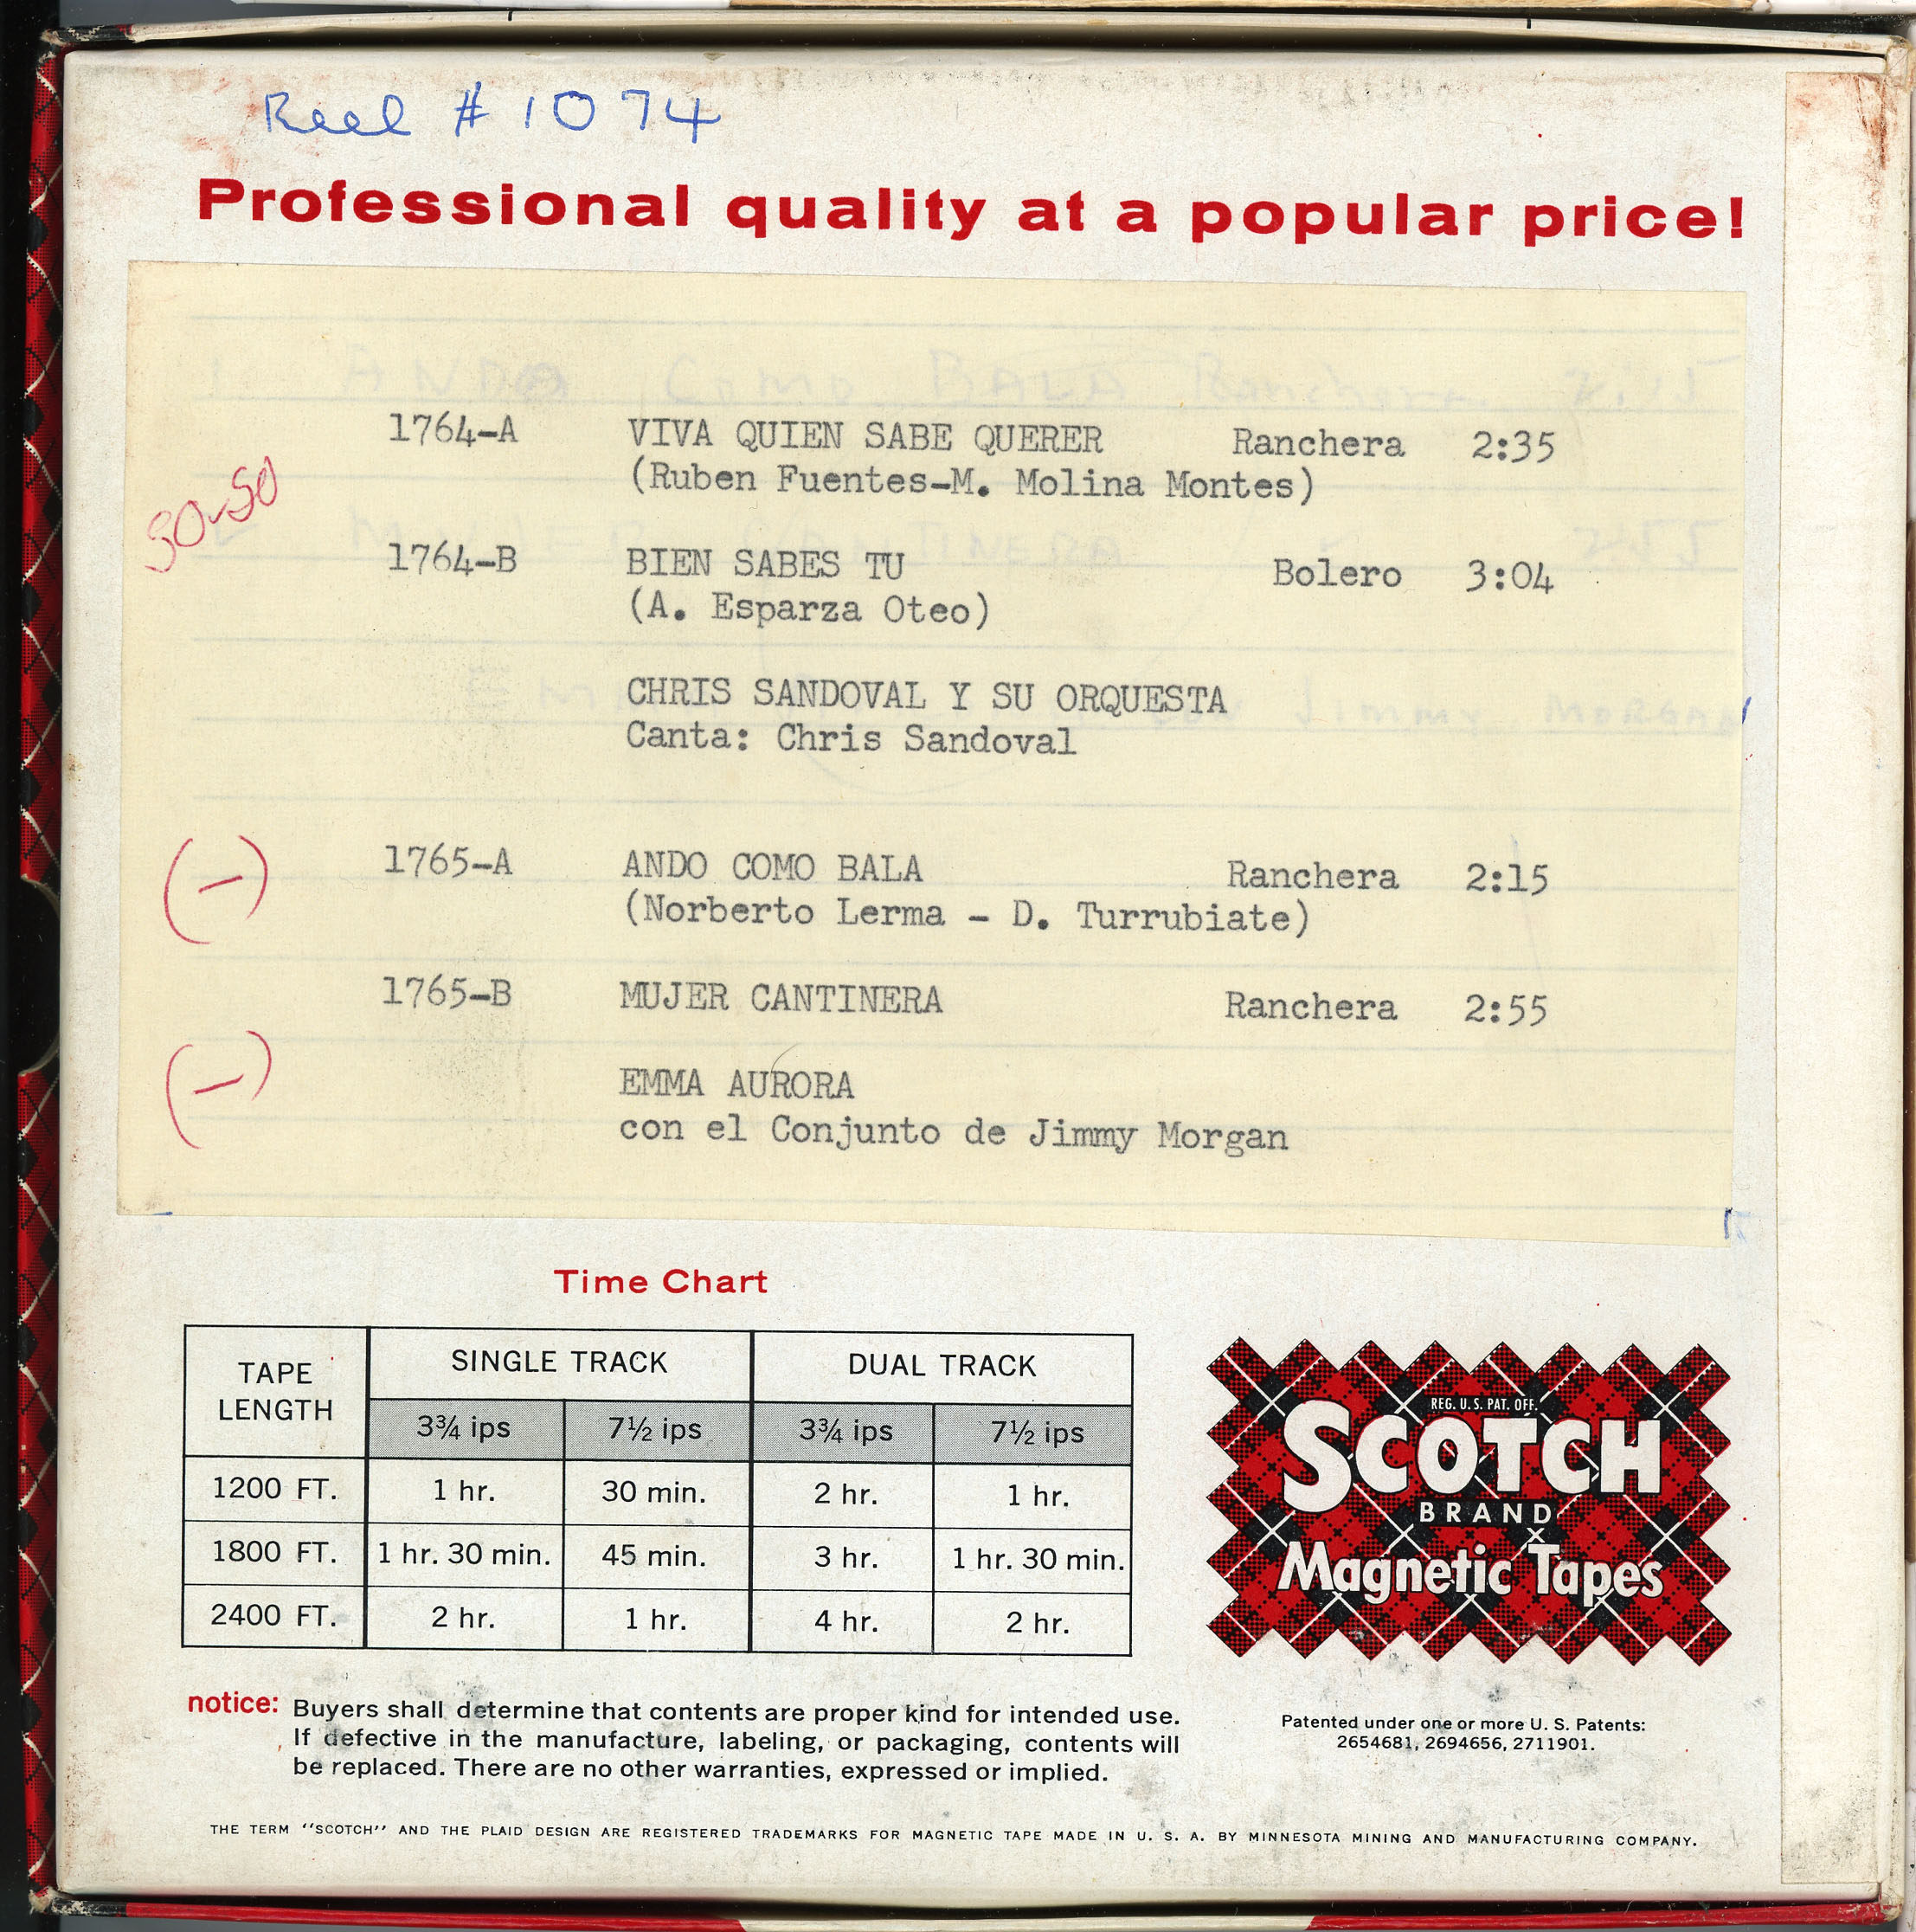 Reel # 1074
Professional quality at a popular price!
1764-A VIVA QUIEN SABE QUERER Ranchera 2:35
(Ruben Fuentes-M. Molina Montes)
50-50
1764-B BIEN SABES TU Bolero 3:04
(A. Esparza Oteo)
CHRIS SANDOVAL Y SU ORQUESTA
Canta: Chris Sandoval
(-) 1765-A ANDO COMO BALA Ranchera 2:15
(Norberto Lerma - D. Turrubiate)
1765-B MUJER CANTINERA Ranchera 2:55
(-) EMMA AURORA
con el Conjunto de Jimmy Morgan
Time Chart
TAPE LENGTH SINGLE TRACK DUAL TRACK
3¾ ips 7½ ips 3¾ ips 7½ ips
1200 FT. 1 hr. 30 min. 2 hr. 1 hr.
1800 FT. 1 hr. 30 min. 45 min. 3 hr. 1 hr. 30 min.
2400 FT. 2 hr. 1 hr. 4 hr. 2 hr.
REG. U. S. PAT. OFF.
SCOTCH
BRAND
Magnetic Tapes
notice: Buyers shall determine that contents are proper kind for intended use.
If defective in the manufacture, labeling, or packaging, contents will
be replaced. There are no other warranties, expressed or implied.
Patented under one or more U. S. Patents:
2654681, 2694656, 2711901.
THE TERM "SCOTCH" AND THE PLAID DESIGN ARE REGISTERED TRADEMARKS FOR MAGNETIC TAPE MADE IN U. S. A. BY MINNESOTA MINING AND MANUFACTURING COMPANY.